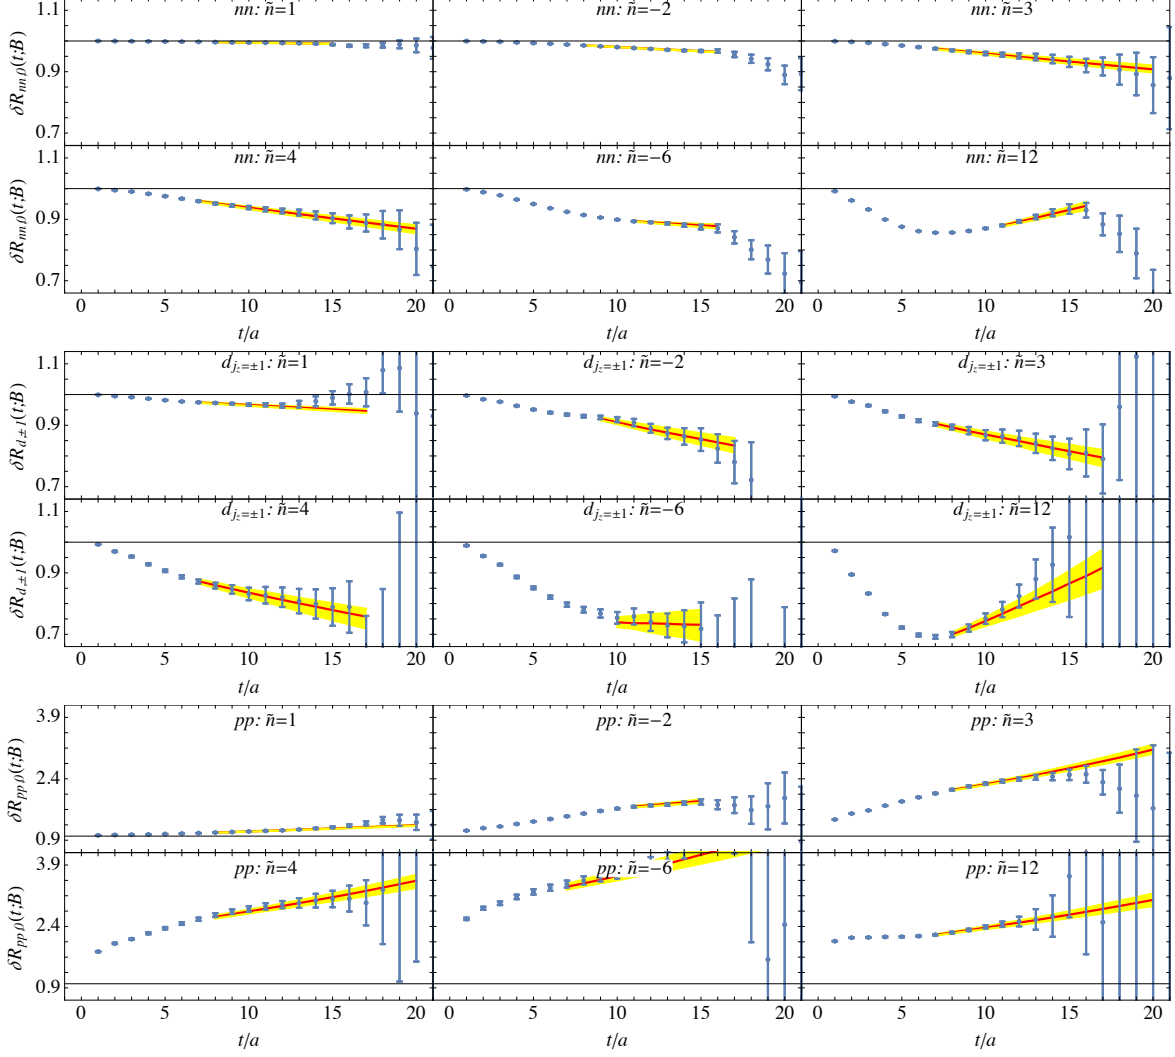 nn: ñ=1 nn: ñ=−2 nn: ñ=3
1.1
0.9
0.7
δR_{nn,0}(t;B)
nn: ñ=4 nn: ñ=−6 nn: ñ=12
1.1
0.9
0.7
δR_{nn,0}(t;B)
0 5 10 15 20 0 5 10 15 20 0 5 10 15 20
t/a t/a t/a
d_{j_z=±1}: ñ=1 d_{j_z=±1}: ñ=−2 d_{j_z=±1}: ñ=3
1.1
0.9
0.7
δR_{d,±1}(t;B)
d_{j_z=±1}: ñ=4 d_{j_z=±1}: ñ=−6 d_{j_z=±1}: ñ=12
1.1
0.9
0.7
δR_{d,±1}(t;B)
0 5 10 15 20 0 5 10 15 20 0 5 10 15 20
t/a t/a t/a
pp: ñ=1 pp: ñ=−2 pp: ñ=3
3.9
2.4
0.9
δR_{pp,0}(t;B)
pp: ñ=4 pp: ñ=−6 pp: ñ=12
3.9
2.4
0.9
δR_{pp,0}(t;B)
0 5 10 15 20 0 5 10 15 20 0 5 10 15 20
t/a t/a t/a